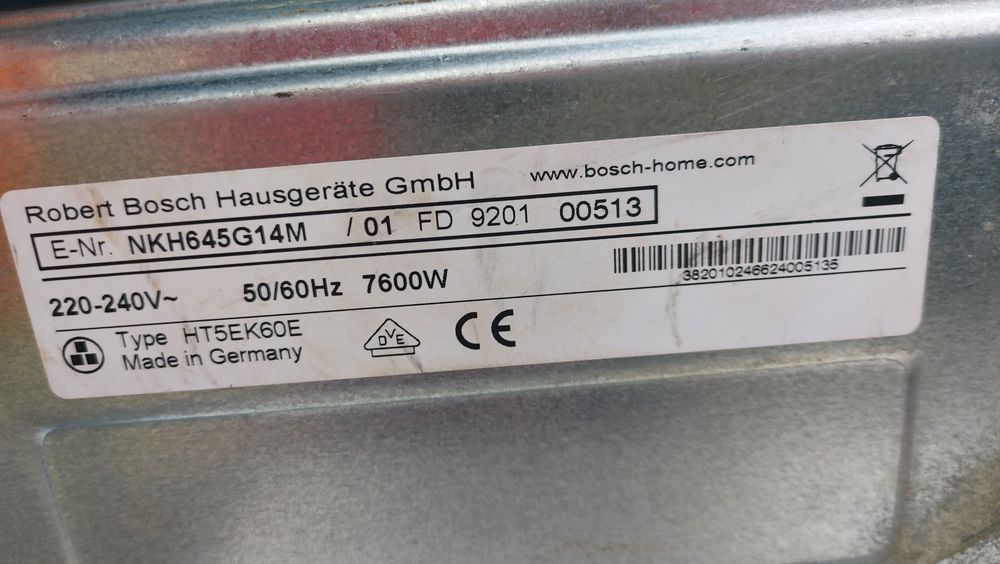 Robert Bosch Hausgeräte GmbH www.bosch-home.com
E-Nr. NKH645G14M / 01 FD 9201 00513
220-240V~ 50/60Hz 7600W
382010246624005135
Type HT5EK60E
Made in Germany
DVE
CE